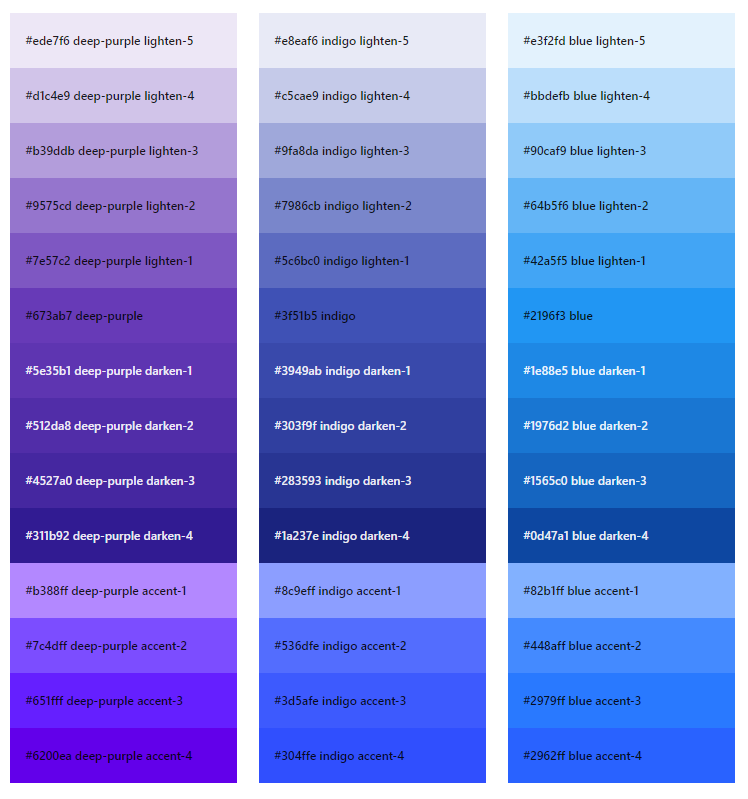 #ede7f6 deep-purple lighten-5
#d1c4e9 deep-purple lighten-4
#b39ddb deep-purple lighten-3
#9575cd deep-purple lighten-2
#7e57c2 deep-purple lighten-1
#673ab7 deep-purple
#5e35b1 deep-purple darken-1
#512da8 deep-purple darken-2
#4527a0 deep-purple darken-3
#311b92 deep-purple darken-4
#b388ff deep-purple accent-1
#7c4dff deep-purple accent-2
#651fff deep-purple accent-3
#6200ea deep-purple accent-4
#e8eaf6 indigo lighten-5
#c5cae9 indigo lighten-4
#9fa8da indigo lighten-3
#7986cb indigo lighten-2
#5c6bc0 indigo lighten-1
#3f51b5 indigo
#3949ab indigo darken-1
#303f9f indigo darken-2
#283593 indigo darken-3
#1a237e indigo darken-4
#8c9eff indigo accent-1
#536dfe indigo accent-2
#3d5afe indigo accent-3
#304ffe indigo accent-4
#e3f2fd blue lighten-5
#bbdefb blue lighten-4
#90caf9 blue lighten-3
#64b5f6 blue lighten-2
#42a5f5 blue lighten-1
#2196f3 blue
#1e88e5 blue darken-1
#1976d2 blue darken-2
#1565c0 blue darken-3
#0d47a1 blue darken-4
#82b1ff blue accent-1
#448aff blue accent-2
#2979ff blue accent-3
#2962ff blue accent-4